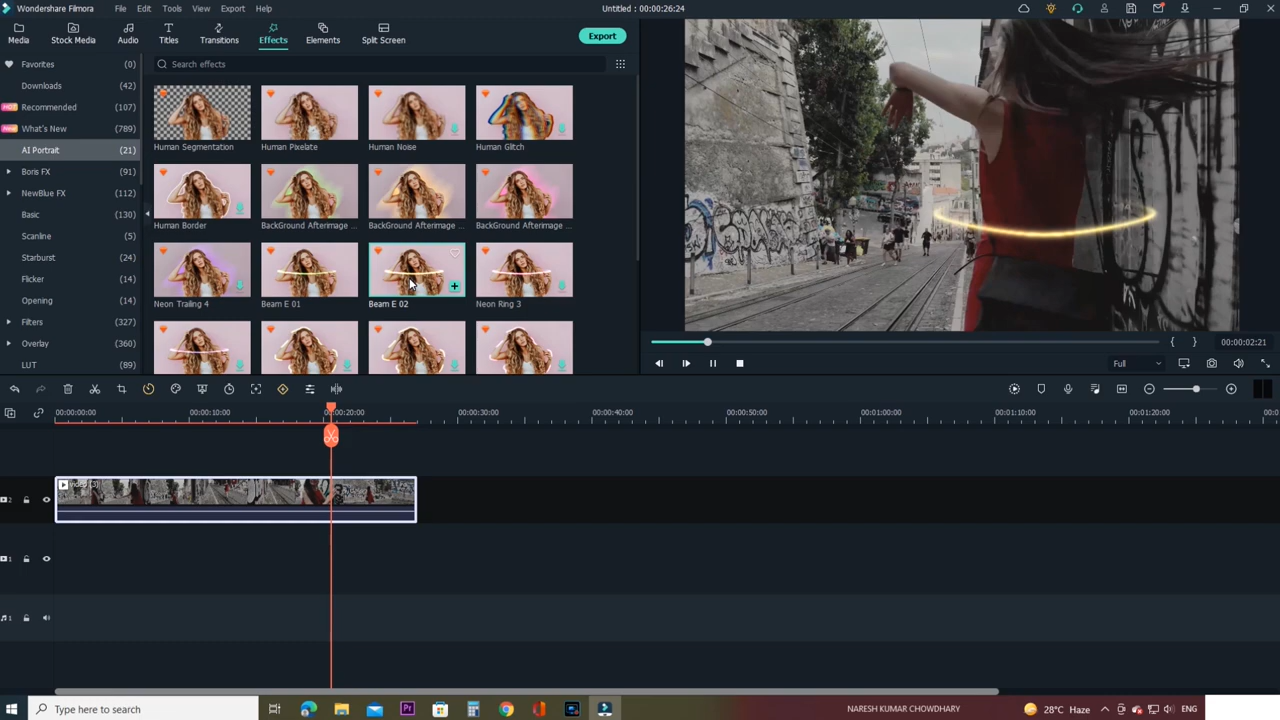 Wondershare Filmora File Edit Tools View Export Help Untitled : 00:00:26:24
Media Stock Media Audio Titles Transitions Effects Elements Split Screen Export
Favorites (0)
Downloads (42)
HOT Recommended (107)
New What's New (789)
AI Portrait (21)
Boris FX (91)
NewBlue FX (112)
Basic (130)
Scanline (5)
Starburst (24)
Flicker (14)
Opening (14)
Filters (327)
Overlay (360)
LUT (89)
Search effects
Human Segmentation Human Pixelate Human Noise Human Glitch
Human Border BackGround Afterimage ... BackGround Afterimage ... BackGround Afterimage ...
Neon Trailing 4 Beam E 01 Beam E 02 Neon Ring 3
{ } 00:00:02:21
Full
00:00:00:00 00:00:10:00 00:00:20:00 00:00:30:00 00:00:40:00 00:00:50:00 00:01:00:00 00:01:10:00 00:01:20:00
2
1
1
Type here to search
Pr
NARESH KUMAR CHOWDHARY
28°C Haze
ENG